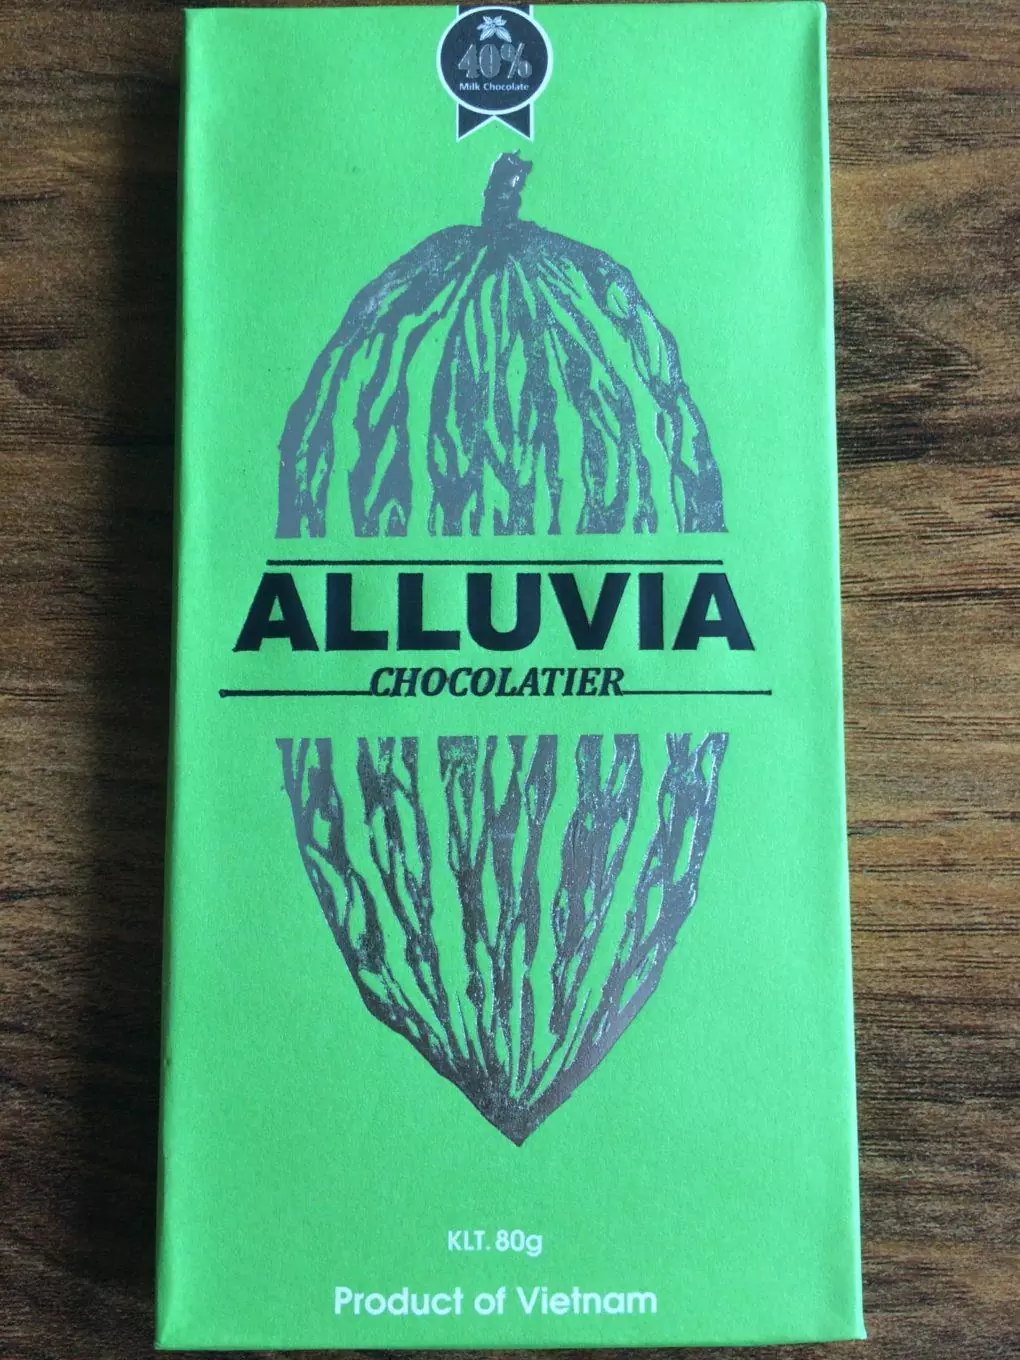 40%
Milk Chocolate
ALLUVIA
CHOCOLATIER
KLT. 80g
Product of Vietnam